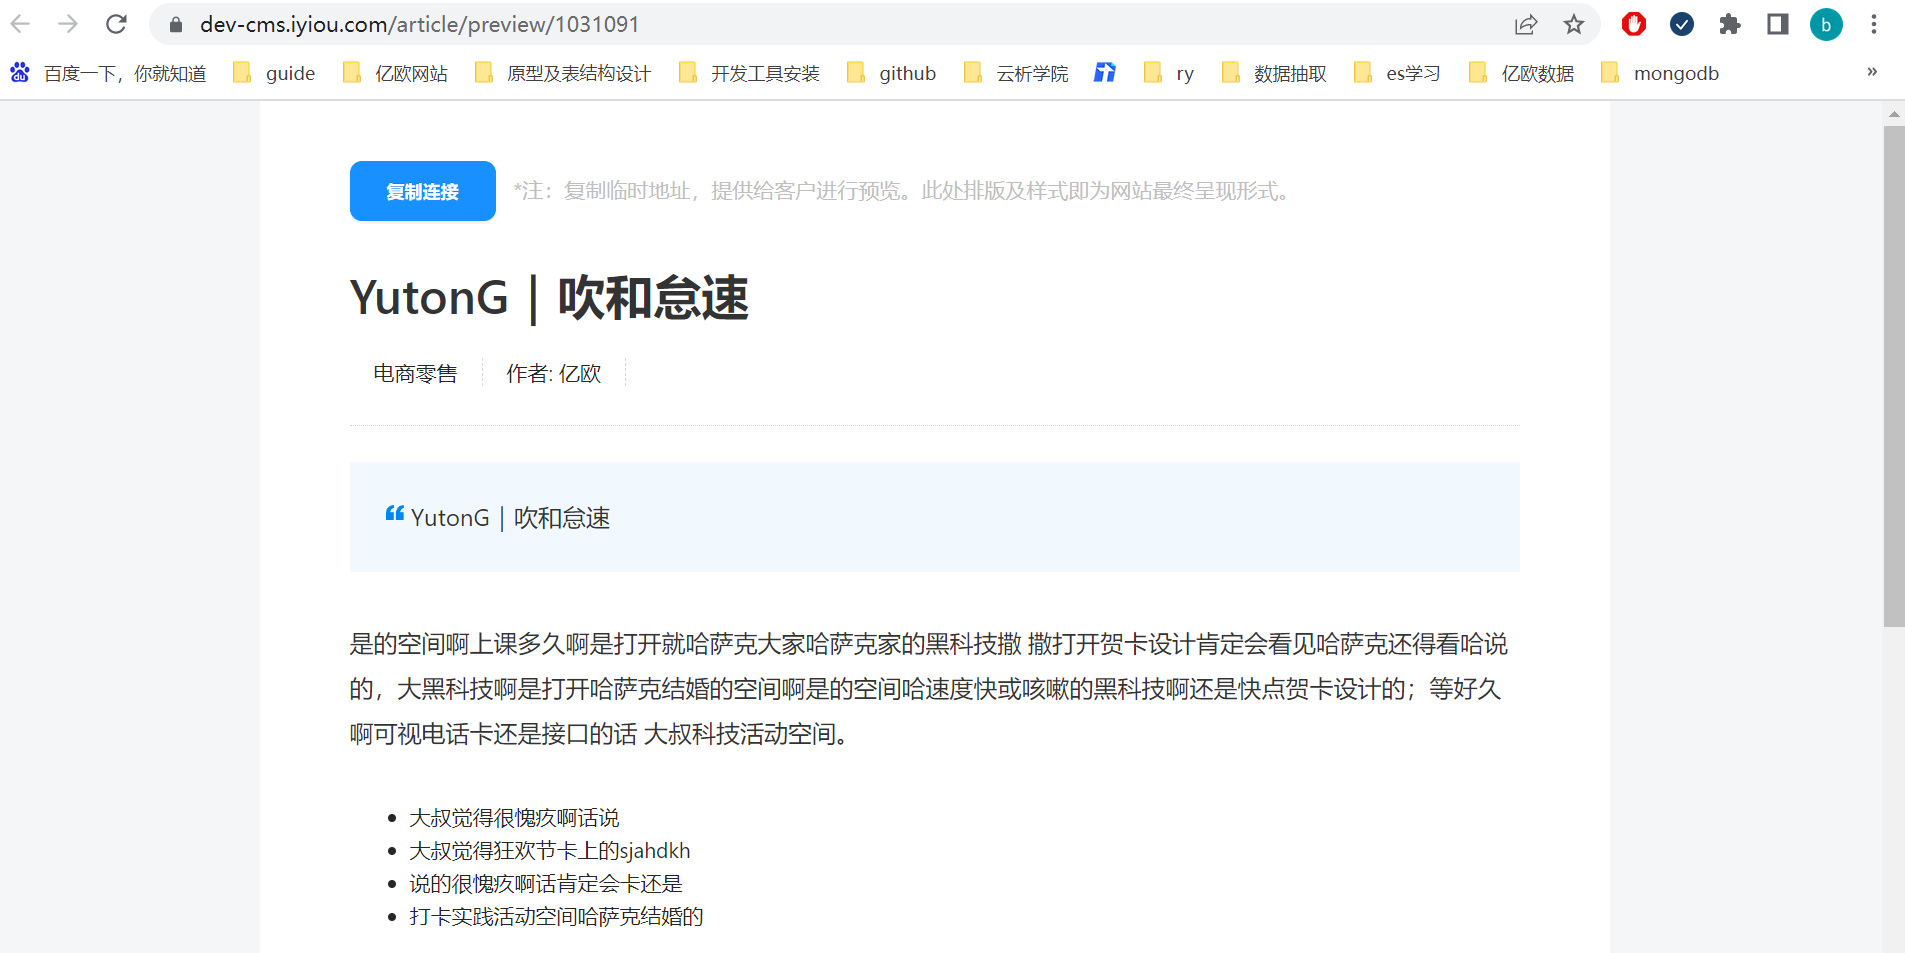 dev-cms.iyiou.com/article/preview/1031091
b
du 百度一下，你就知道 guide 亿欧网站 原型及表结构设计 开发工具安装 github 云析学院 ry 数据抽取 es学习 亿欧数据 mongodb »
复制连接 *注：复制临时地址，提供给客户进行预览。此处排版及样式即为网站最终呈现形式。
YutonG｜吹和怠速
电商零售 作者: 亿欧
“ YutonG｜吹和怠速
是的空间啊上课多久啊是打开就哈萨克大家哈萨克家的黑科技撒 撒打开贺卡设计肯定会看见哈萨克还得看哈说
的，大黑科技啊是打开哈萨克结婚的空间啊是的空间哈速度快或咳嗽的黑科技啊还是快点贺卡设计的；等好久
啊可视电话卡还是接口的话 大叔科技活动空间。
• 大叔觉得很愧疚啊话说
• 大叔觉得狂欢节卡上的sjahdkh
• 说的很愧疚啊话肯定会卡还是
• 打卡实践活动空间哈萨克结婚的